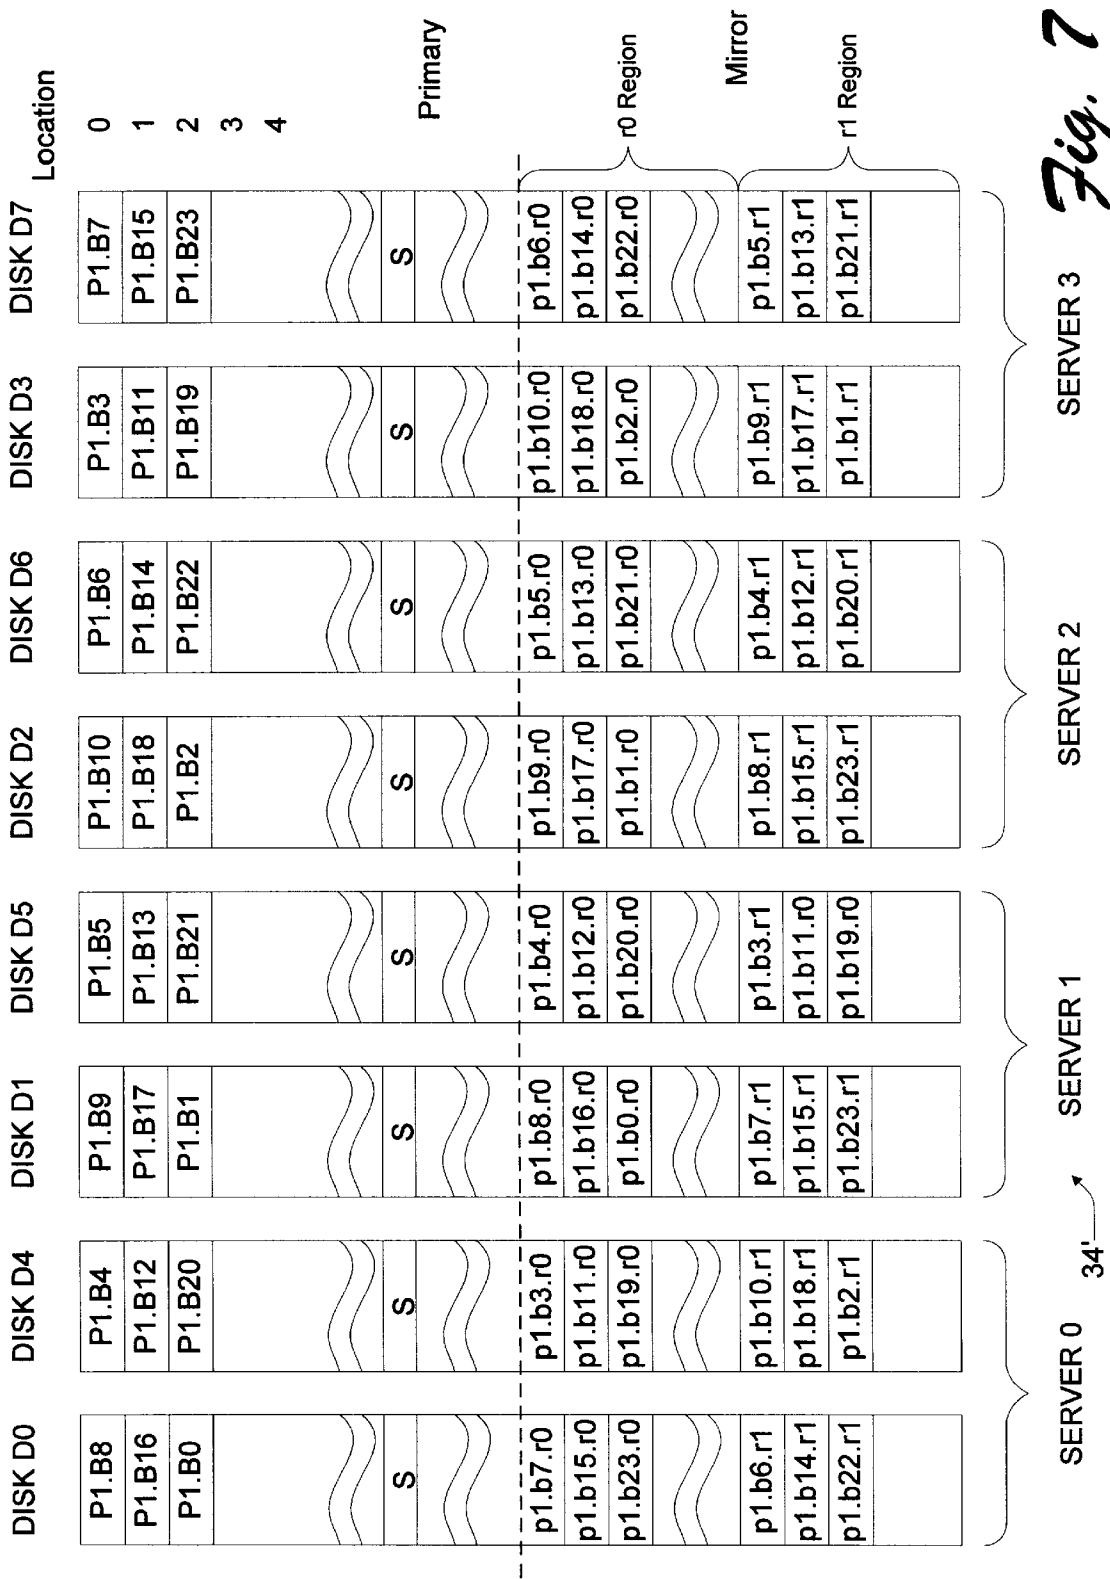 DISK D0 DISK D4 DISK D1 DISK D5 DISK D2 DISK D6 DISK D3 DISK D7 Location
P1.B8 P1.B4 P1.B9 P1.B5 P1.B10 P1.B6 P1.B3 P1.B7 0
P1.B16 P1.B12 P1.B17 P1.B13 P1.B18 P1.B14 P1.B11 P1.B15 1
P1.B0 P1.B20 P1.B1 P1.B21 P1.B2 P1.B22 P1.B19 P1.B23 2
3
4
S S S S S S S S
Primary
p1.b7.r0 p1.b3.r0 p1.b8.r0 p1.b4.r0 p1.b9.r0 p1.b5.r0 p1.b10.r0 p1.b6.r0
p1.b15.r0 p1.b11.r0 p1.b16.r0 p1.b12.r0 p1.b17.r0 p1.b13.r0 p1.b18.r0 p1.b14.r0
p1.b23.r0 p1.b19.r0 p1.b0.r0 p1.b20.r0 p1.b1.r0 p1.b21.r0 p1.b2.r0 p1.b22.r0
r0 Region
Mirror
p1.b6.r1 p1.b10.r1 p1.b7.r1 p1.b3.r1 p1.b8.r1 p1.b4.r1 p1.b9.r1 p1.b5.r1
p1.b14.r1 p1.b18.r1 p1.b15.r1 p1.b11.r0 p1.b15.r1 p1.b12.r1 p1.b17.r1 p1.b13.r1
p1.b22.r1 p1.b2.r1 p1.b23.r1 p1.b19.r0 p1.b23.r1 p1.b20.r1 p1.b1.r1 p1.b21.r1
r1 Region
SERVER 0 SERVER 1 SERVER 2 SERVER 3
34'
Fig. 7